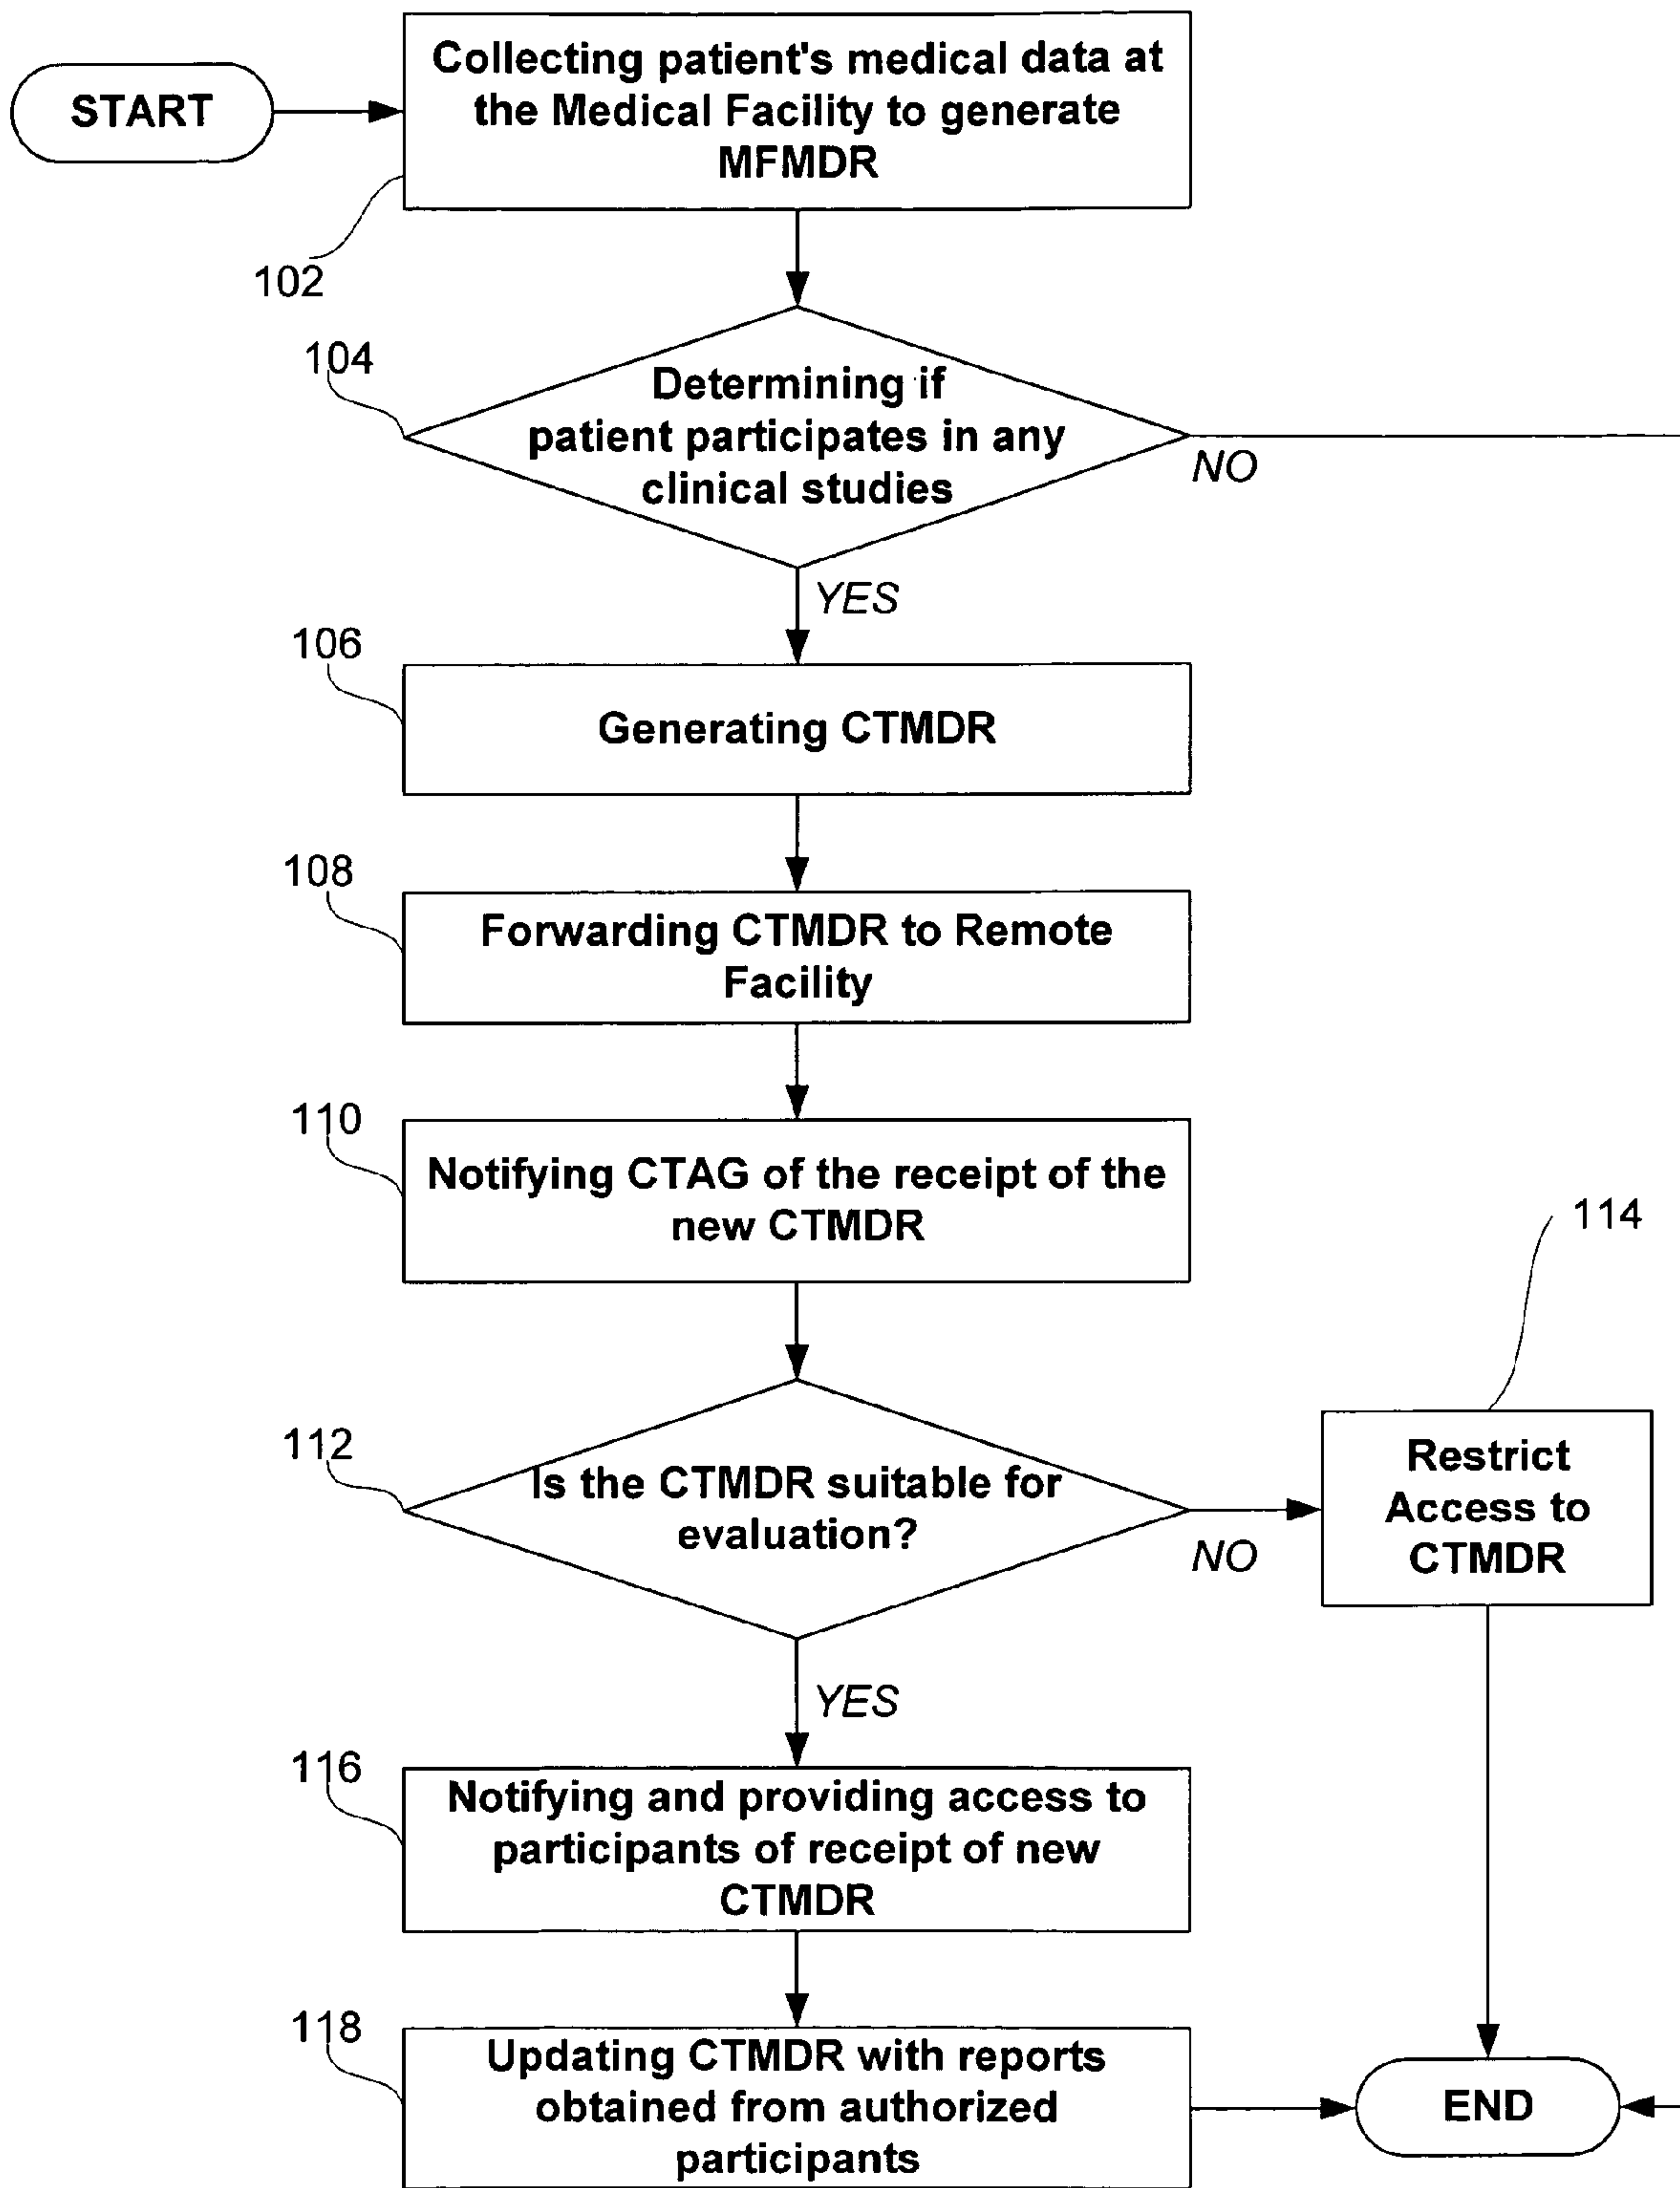 START
Collecting patient's medical data at
the Medical Facility to generate
MFMDR
102
104
Determining if
patient participates in any
clinical studies
NO
YES
106
Generating CTMDR
108
Forwarding CTMDR to Remote
Facility
110
Notifying CTAG of the receipt of the
new CTMDR
114
112
Is the CTMDR suitable for
evaluation?
NO
Restrict
Access to
CTMDR
YES
116
Notifying and providing access to
participants of receipt of new
CTMDR
118
Updating CTMDR with reports
obtained from authorized
participants
END